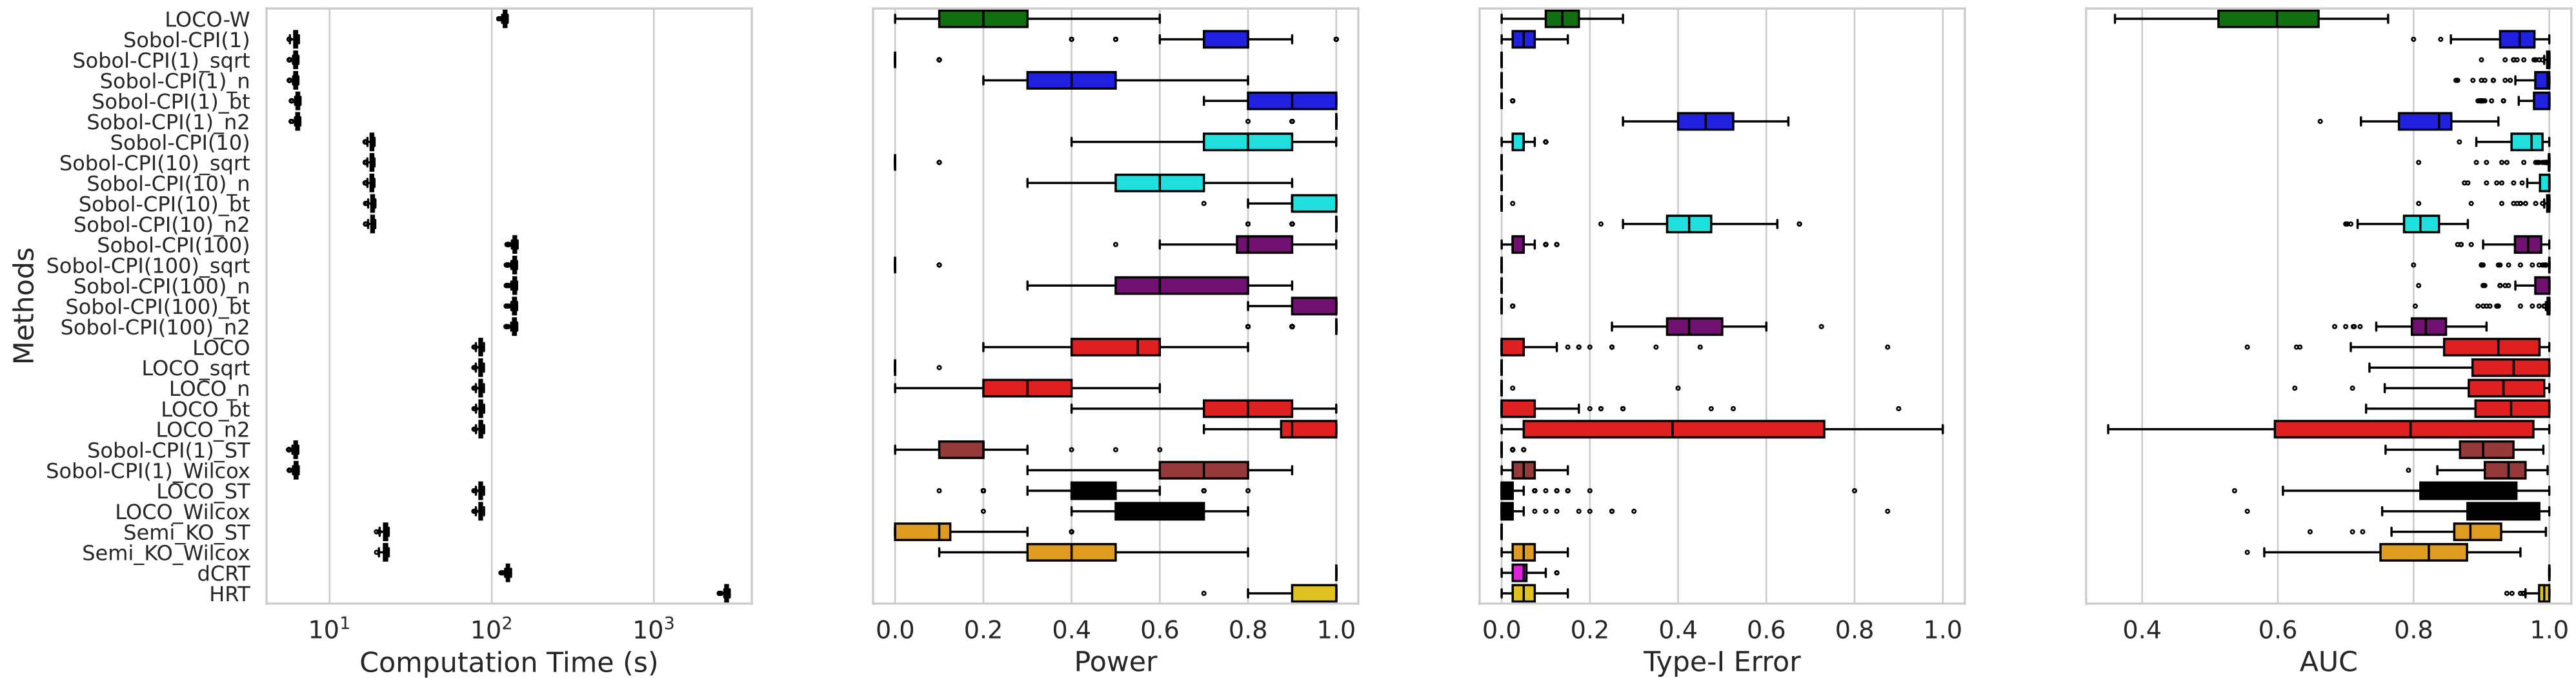 Methods
LOCO-W
Sobol-CPI(1)
Sobol-CPI(1)_sqrt
Sobol-CPI(1)_n
Sobol-CPI(1)_bt
Sobol-CPI(1)_n2
Sobol-CPI(10)
Sobol-CPI(10)_sqrt
Sobol-CPI(10)_n
Sobol-CPI(10)_bt
Sobol-CPI(10)_n2
Sobol-CPI(100)
Sobol-CPI(100)_sqrt
Sobol-CPI(100)_n
Sobol-CPI(100)_bt
Sobol-CPI(100)_n2
LOCO
LOCO_sqrt
LOCO_n
LOCO_bt
LOCO_n2
Sobol-CPI(1)_ST
Sobol-CPI(1)_Wilcox
LOCO_ST
LOCO_Wilcox
Semi_KO_ST
Semi_KO_Wilcox
dCRT
HRT
10¹ 10² 10³
Computation Time (s)
0.0 0.2 0.4 0.6 0.8 1.0
Power
0.0 0.2 0.4 0.6 0.8 1.0
Type-I Error
0.4 0.6 0.8 1.0
AUC